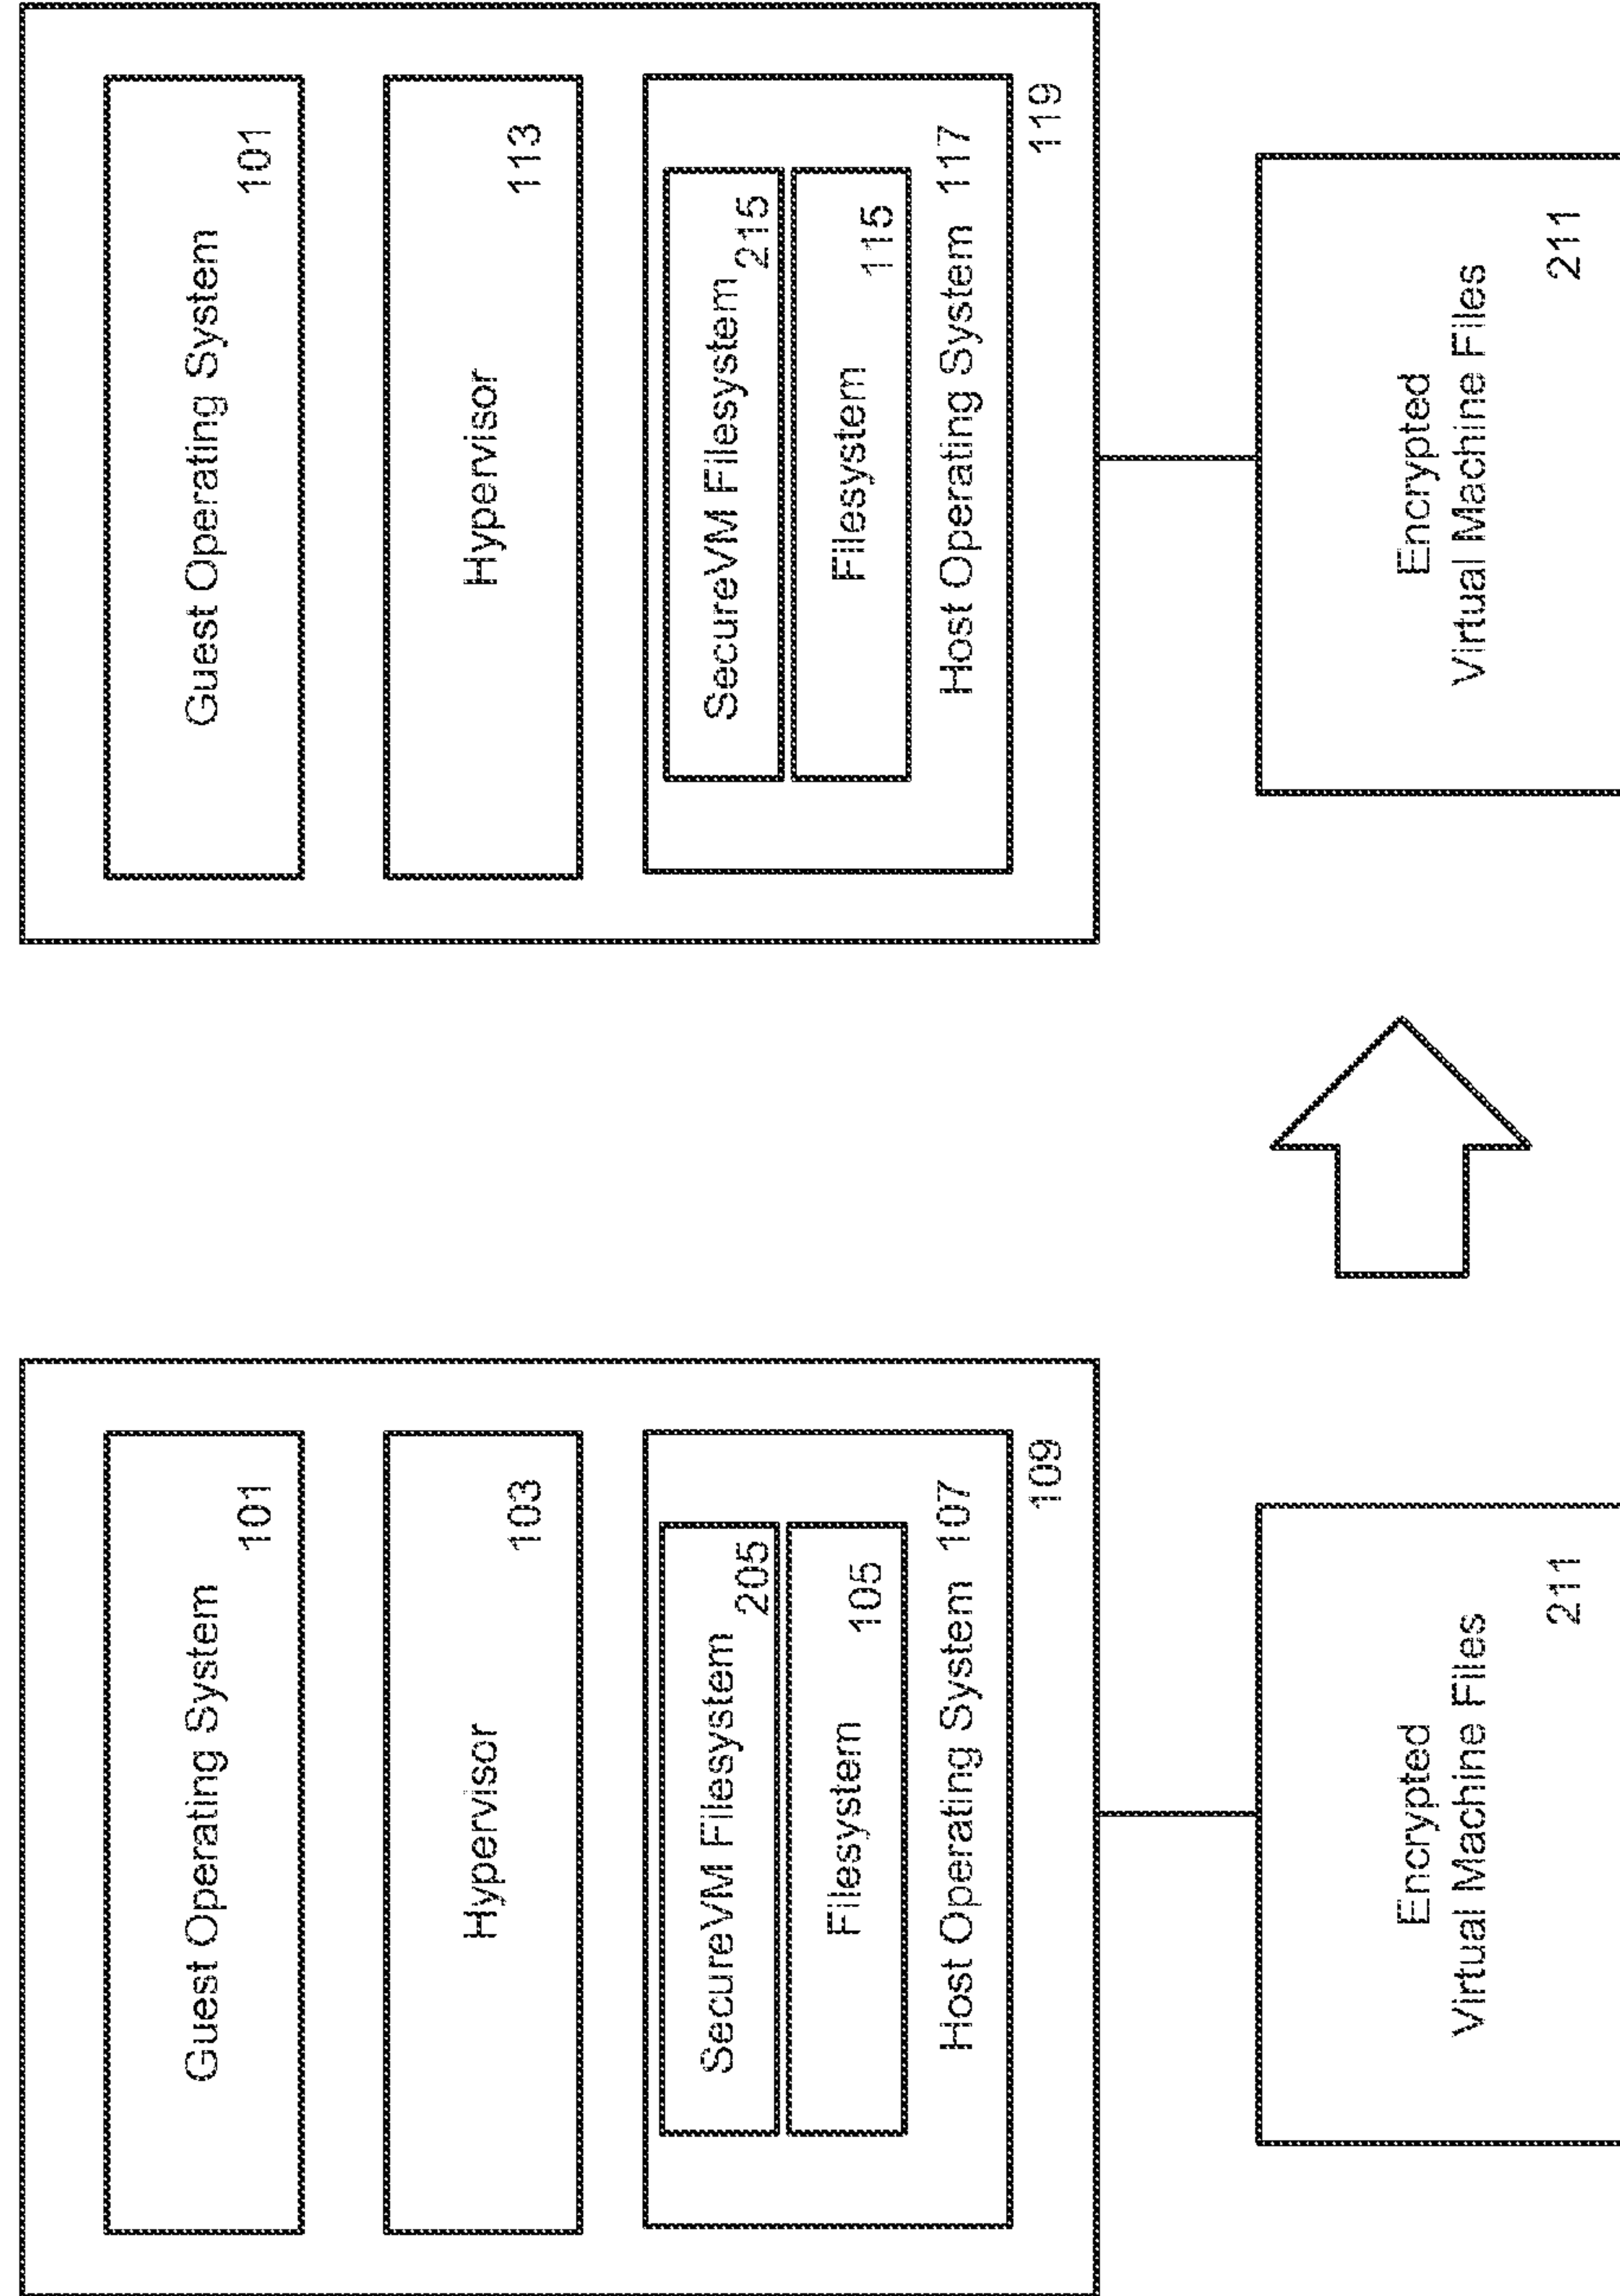 Guest Operating System
101
Hypervisor
103
SecureVM Filesystem
205
Filesystem
105
Host Operating System 107
109
Encrypted
Virtual Machine Files
211
Guest Operating System
101
Hypervisor
113
SecureVM Filesystem
215
Filesystem
115
Host Operating System 117
119
Encrypted
Virtual Machine Files
211